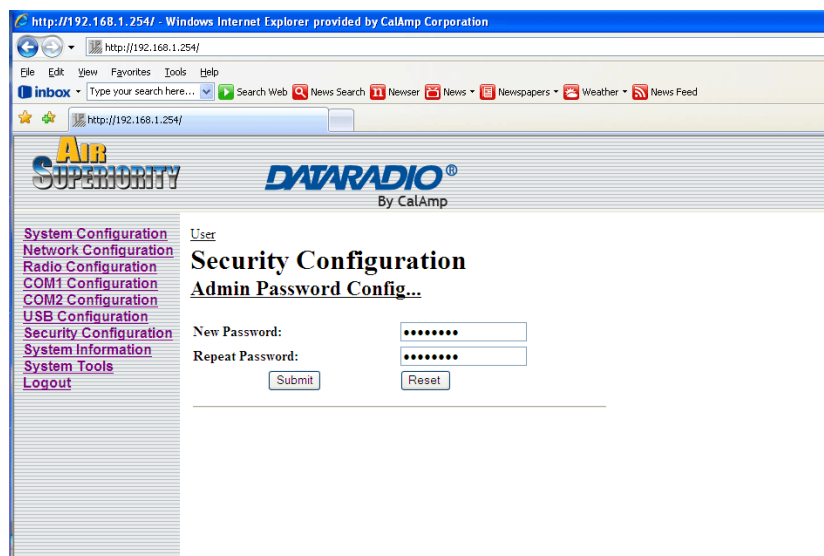 http://192.168.1.254/ - Windows Internet Explorer provided by CalAmp Corporation
http://192.168.1.254/
File Edit View Favorites Tools Help
inbox Type your search here... Search Web News Search Newser News Newspapers Weather News Feed
http://192.168.1.254/
AIR
SUPERIORITY
DATARADIO®
By CalAmp
System Configuration
Network Configuration
Radio Configuration
COM1 Configuration
COM2 Configuration
USB Configuration
Security Configuration
System Information
System Tools
Logout
User
Security Configuration
Admin Password Config...
New Password: ••••••••
Repeat Password: ••••••••
Submit Reset